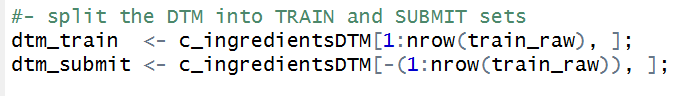 #- split the DTM into TRAIN and SUBMIT sets
dtm_train  <- c_ingredientsDTM[1:nrow(train_raw), ];
dtm_submit <- c_ingredientsDTM[-(1:nrow(train_raw)), ];